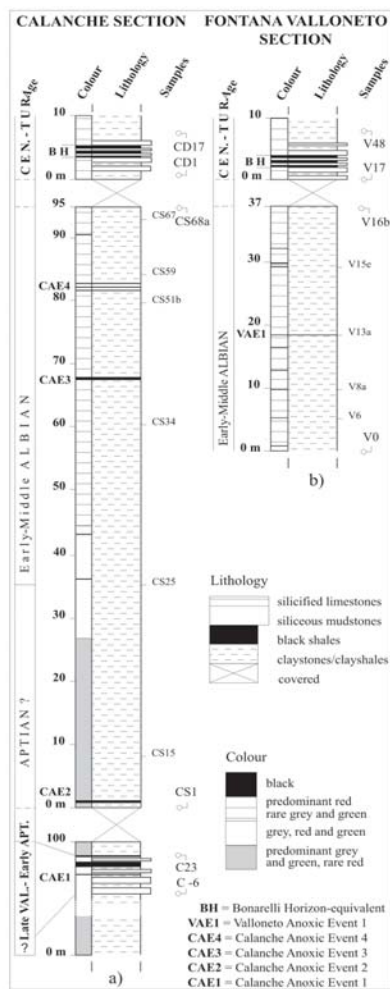 CALANCHE SECTION
FONTANA VALLONETO
SECTION
Age
Colour
Lithology
Samples
CEN. - TUR
10
BH
0 m
CD17
CD1
95
90
CAE4
80
70
CAE3
60
50
40
30
20
10
CAE2
0 m
CS67
CS68a
CS59
CS51b
CS34
CS25
CS15
CS1
Early-Middle ALBIAN
APTIAN ?
? Late VAL.- Early APT.
100
CAE1
0 m
C23
C -6
a)
Age
Colour
Lithology
Samples
CEN. - TUR
10
BH
0 m
V48
V17
37
30
20
VAE1
10
0 m
V16b
V15e
V13a
V8a
V6
V0
Early-Middle ALBIAN
b)
Lithology
silicified limestones
siliceous mudstones
black shales
claystones/clayshales
covered
Colour
black
predominant red
rare grey and green
grey, red and green
predominant grey
and green, rare red
BH = Bonarelli Horizon-equivalent
VAE1 = Valloneto Anoxic Event 1
CAE4 = Calanche Anoxic Event 4
CAE3 = Calanche Anoxic Event 3
CAE2 = Calanche Anoxic Event 2
CAE1 = Calanche Anoxic Event 1